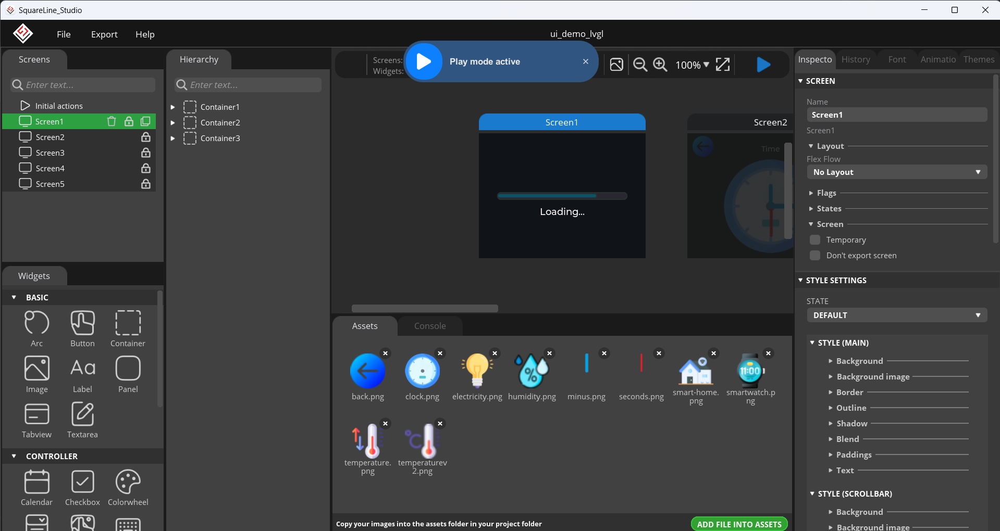 SquareLine_Studio
File
Export
Help
ui_demo_lvgl
Screens
Hierarchy
Screens:
Widgets:
Play mode active
100%
Inspecto
History
Font
Animatio
Themes
Enter text...
Enter text...
Initial actions
Screen1
Screen2
Screen3
Screen4
Screen5
Container1
Container2
Container3
Screen1
Loading...
Screen2
Time
SCREEN
Name
Screen1
Screen1
Layout
Flex Flow
No Layout
Flags
States
Screen
Temporary
Don't export screen
STYLE SETTINGS
STATE
DEFAULT
STYLE (MAIN)
Background
Background image
Border
Outline
Shadow
Blend
Paddings
Text
STYLE (SCROLLBAR)
Background
Background image
Widgets
BASIC
Arc
Button
Container
Aa
Image
Label
Panel
Tabview
Textarea
CONTROLLER
Calendar
Checkbox
Colorwheel
Assets
Console
%
11:00
back.png
clock.png
electricity.png
humidity.png
minus.png
seconds.png
smart-home.
png
smartwatch.p
ng
°C
temperature.
png
temperaturev
2.png
Copy your images into the assets folder in your project folder
ADD FILE INTO ASSETS